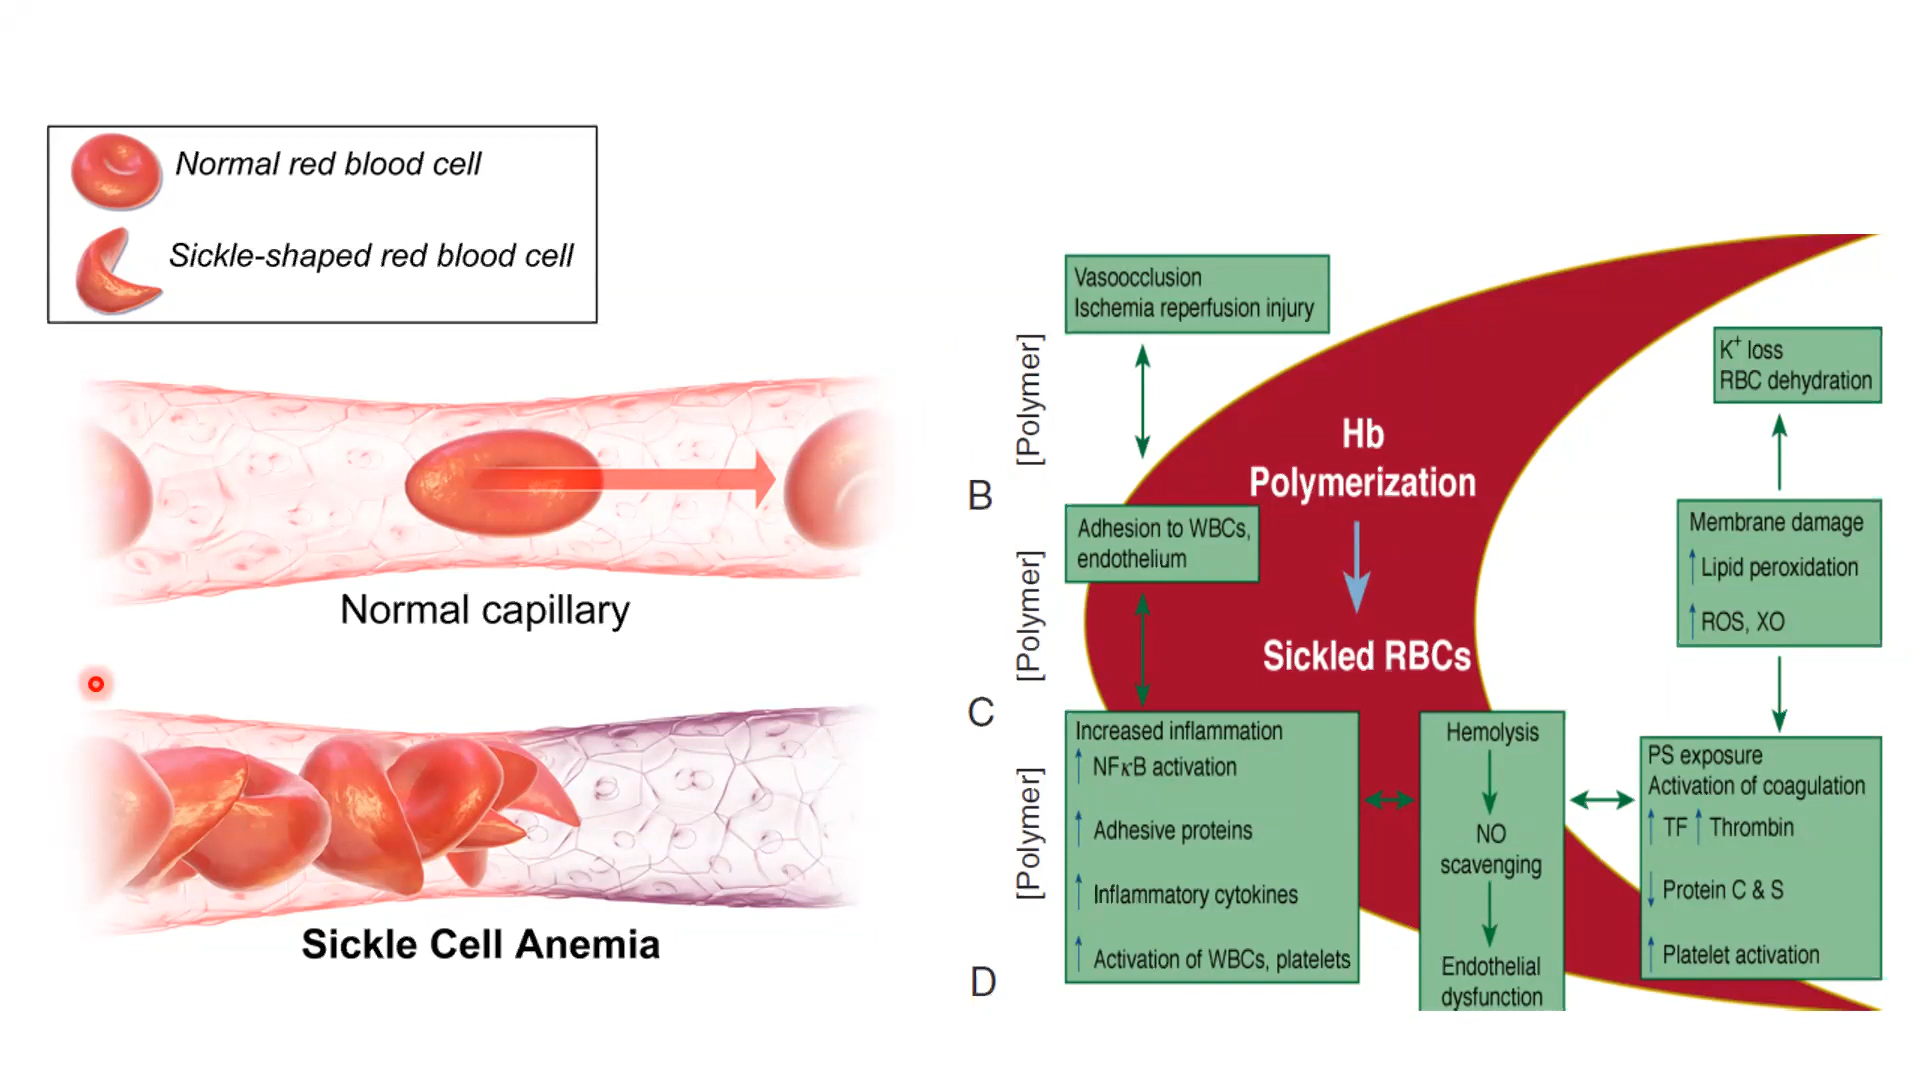 Normal red blood cell
Sickle-shaped red blood cell
Normal capillary
Sickle Cell Anemia
[Polymer]
B
[Polymer]
C
[Polymer]
D
Vasoocclusion
Ischemia reperfusion injury
Adhesion to WBCs,
endothelium
Increased inflammation
↑ NFκB activation
↑ Adhesive proteins
↑ Inflammatory cytokines
↑ Activation of WBCs, platelets
Hb
Polymerization
Sickled RBCs
Hemolysis
NO
scavenging
Endothelial
dysfunction
K+ loss
RBC dehydration
Membrane damage
↑ Lipid peroxidation
↑ ROS, XO
PS exposure
Activation of coagulation
↑ TF ↑ Thrombin
↓ Protein C & S
↑ Platelet activation